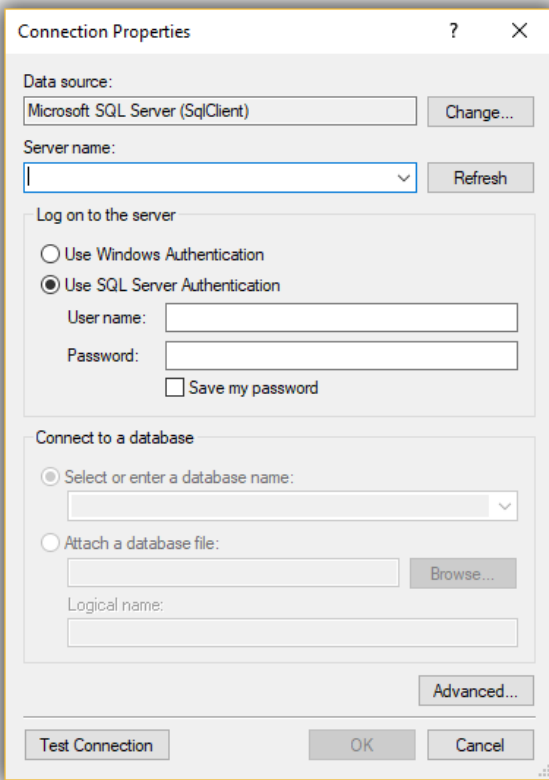 Connection Properties
?
Data source:
Microsoft SQL Server (SqlClient)
Change...
Server name:
Refresh
Log on to the server
Use Windows Authentication
Use SQL Server Authentication
User name:
Password:
Save my password
Connect to a database
Select or enter a database name:
Attach a database file:
Browse...
Logical name:
Advanced...
Test Connection
OK
Cancel